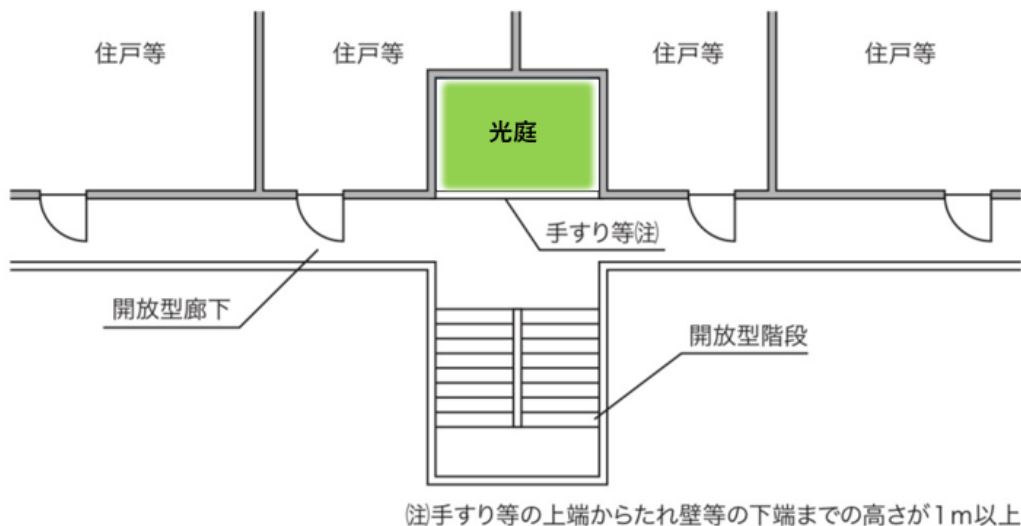 住戸等
住戸等
住戸等
住戸等
光庭
手すり等(注)
開放型廊下
開放型階段
(注)手すり等の上端からたれ壁等の下端までの高さが1m以上